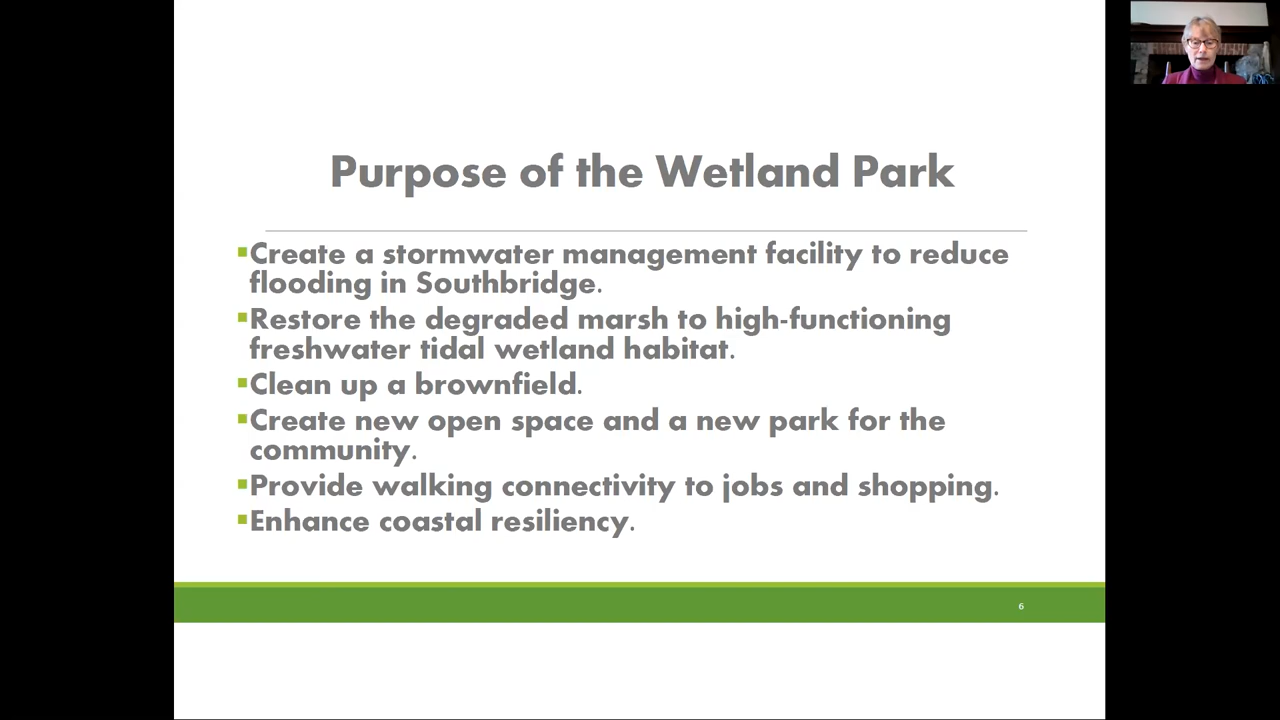 Purpose of the Wetland Park
▪Create a stormwater management facility to reduce
flooding in Southbridge.
▪Restore the degraded marsh to high-functioning
freshwater tidal wetland habitat.
▪Clean up a brownfield.
▪Create new open space and a new park for the
community.
▪Provide walking connectivity to jobs and shopping.
▪Enhance coastal resiliency.
6